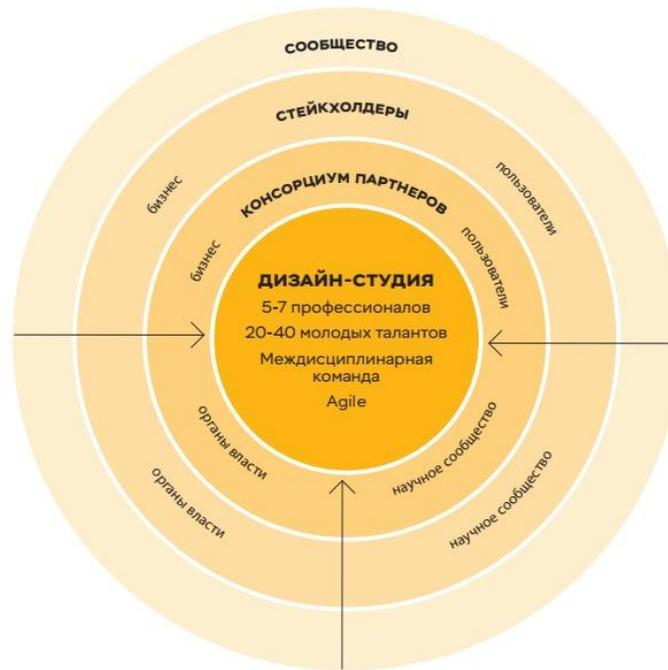 СООБЩЕСТВО
СТЕЙКХОЛДЕРЫ
бизнес
пользователи
КОНСОРЦИУМ ПАРТНЕРОВ
бизнес
пользователи
ДИЗАЙН-СТУДИЯ
5-7 профессионалов
20-40 молодых талантов
Междисциплинарная
команда
Agile
органы власти
научное сообщество
органы власти
научное сообщество